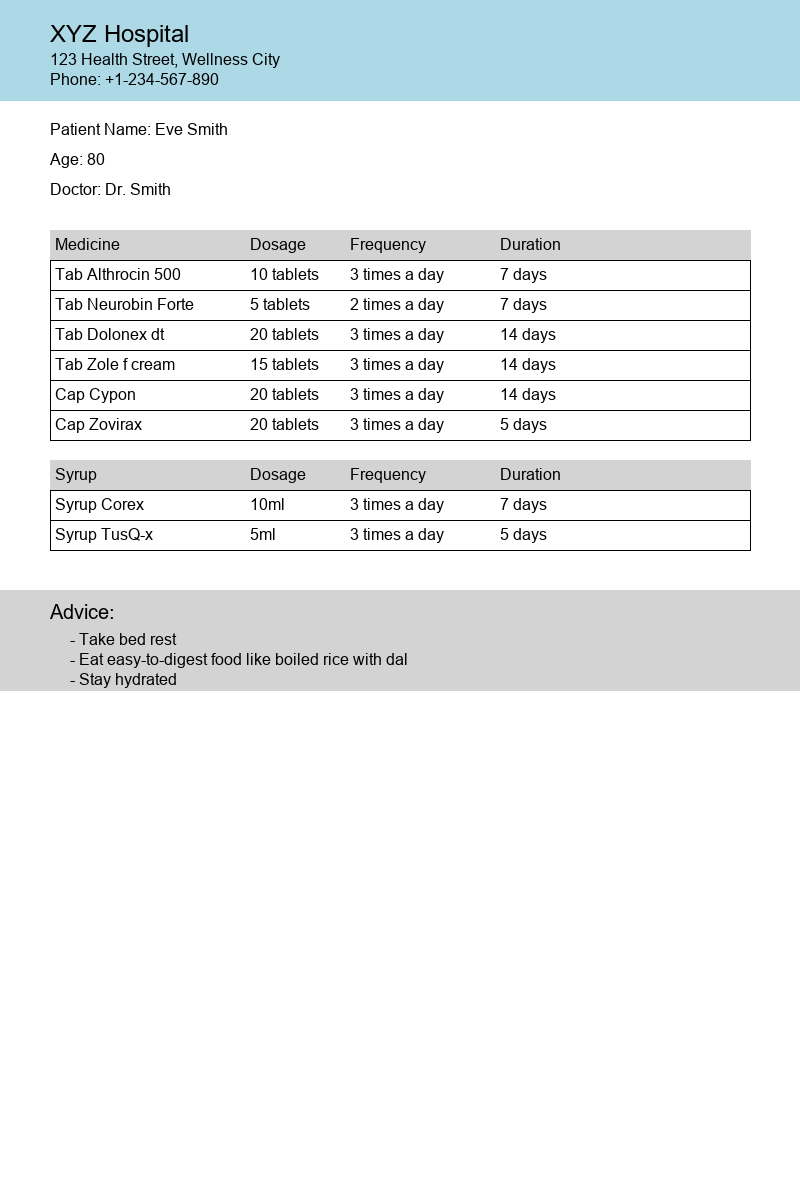 XYZ Hospital
123 Health Street, Wellness City
Phone: +1-234-567-890
Patient Name: Eve Smith
Age: 80
Doctor: Dr. Smith
Medicine Dosage Frequency Duration
Tab Althrocin 500 10 tablets 3 times a day 7 days
Tab Neurobin Forte 5 tablets 2 times a day 7 days
Tab Dolonex dt 20 tablets 3 times a day 14 days
Tab Zole f cream 15 tablets 3 times a day 14 days
Cap Cypon 20 tablets 3 times a day 14 days
Cap Zovirax 20 tablets 3 times a day 5 days
Syrup Dosage Frequency Duration
Syrup Corex 10ml 3 times a day 7 days
Syrup TusQ-x 5ml 3 times a day 5 days
Advice:
- Take bed rest
- Eat easy-to-digest food like boiled rice with dal
- Stay hydrated